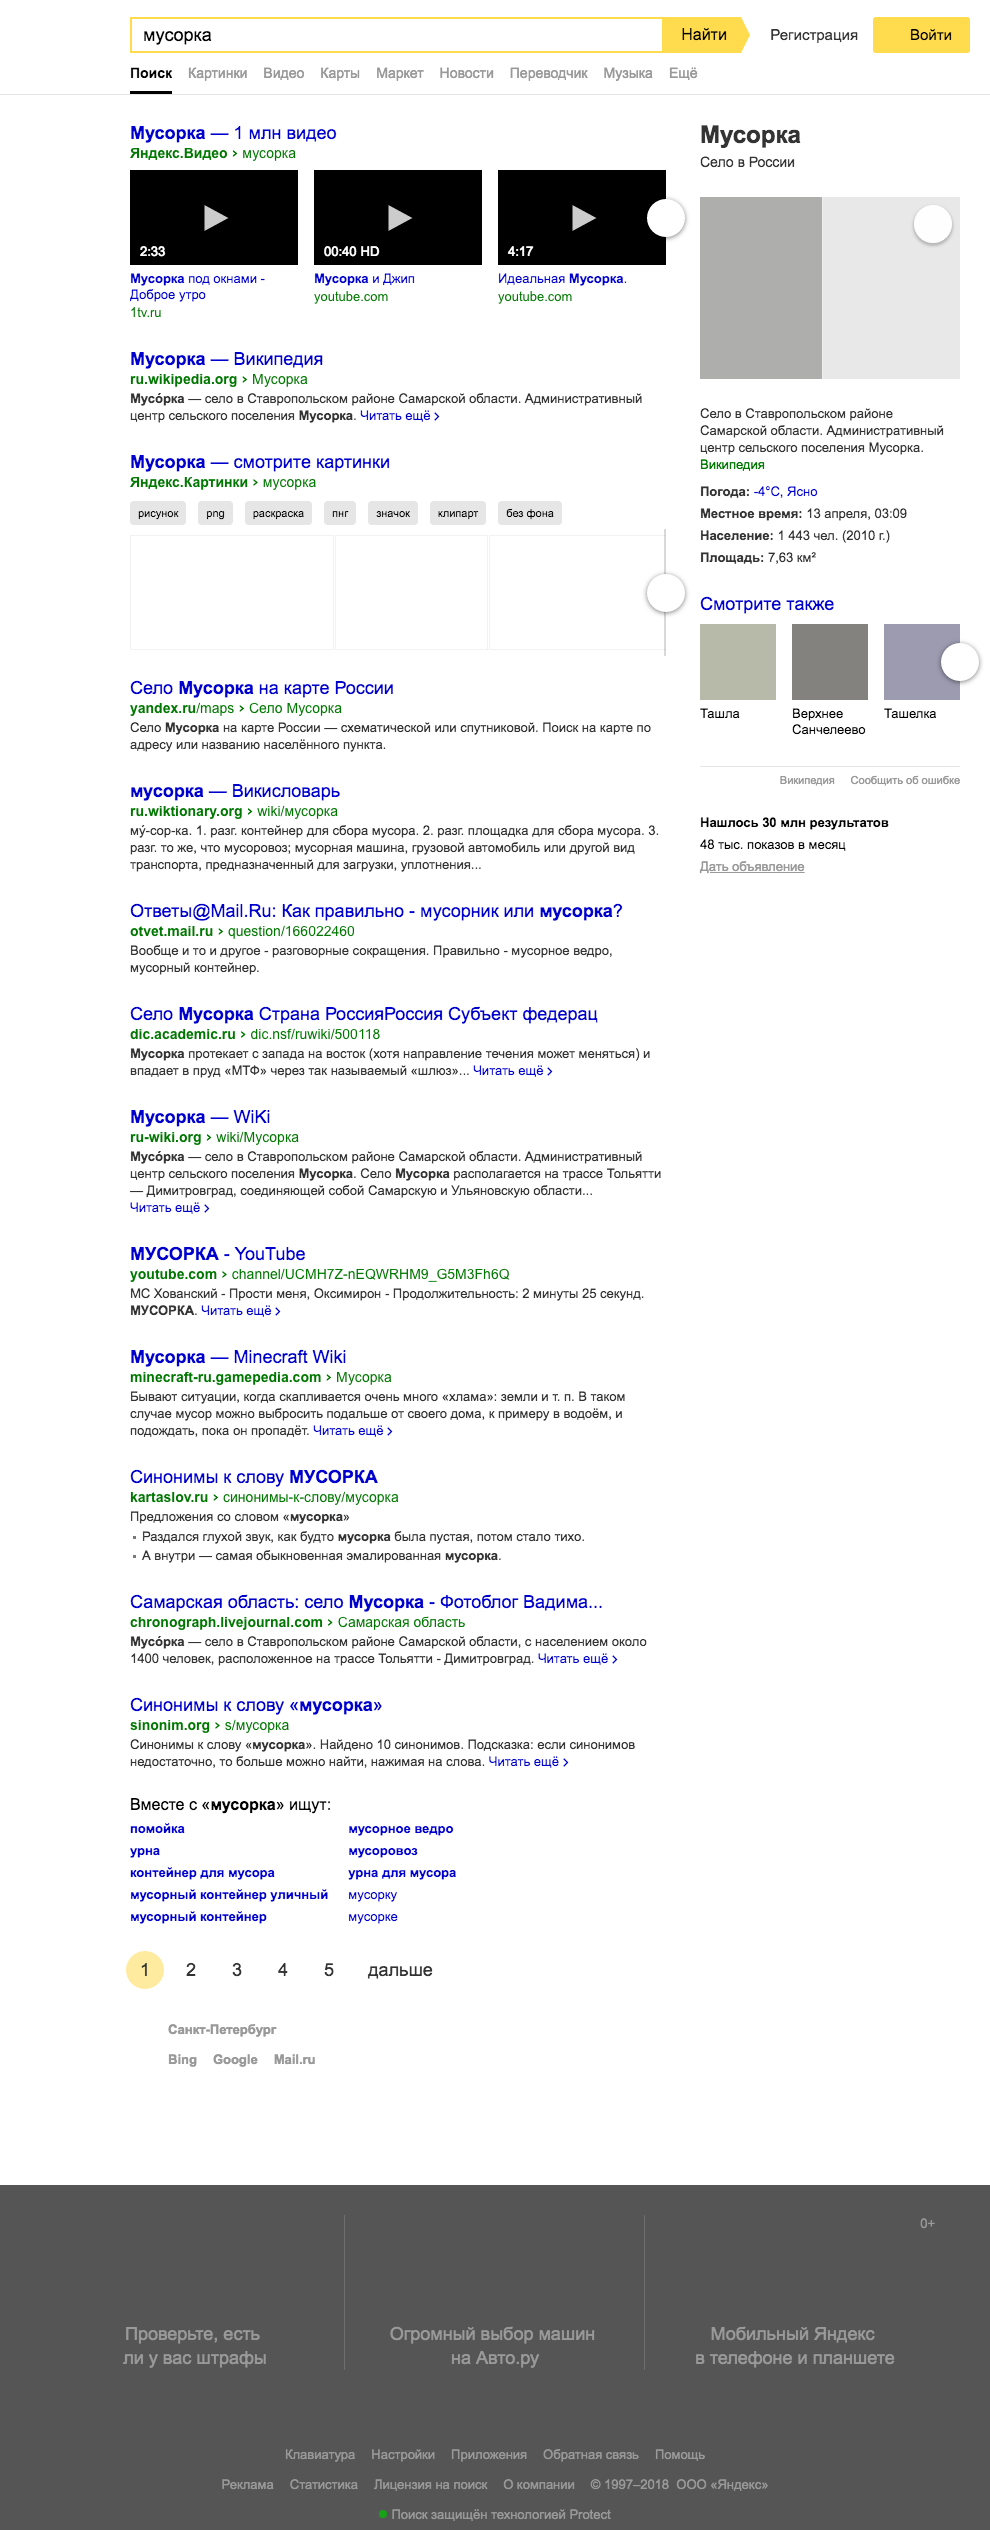 мусорка
Найти
Регистрация
Войти
Поиск Картинки Видео Карты Маркет Новости Переводчик Музыка Ещё
Мусорка — 1 млн видео
Яндекс.Видео › мусорка
2:33
00:40 HD
4:17
Мусорка под окнами -
Доброе утро
1tv.ru
Мусорка и Джип
youtube.com
Идеальная Мусорка.
youtube.com
Мусорка — Википедия
ru.wikipedia.org › Мусорка
Мусо́рка — село в Ставропольском районе Самарской области. Административный
центр сельского поселения Мусорка. Читать ещё ›
Мусорка — смотрите картинки
Яндекс.Картинки › мусорка
рисунок png раскраска пнг значок клипарт без фона
Село Мусорка на карте России
yandex.ru/maps › Село Мусорка
Село Мусорка на карте России — схематической или спутниковой. Поиск на карте по
адресу или названию населённого пункта.
мусорка — Викисловарь
ru.wiktionary.org › wiki/мусорка
му́-сор-ка. 1. разг. контейнер для сбора мусора. 2. разг. площадка для сбора мусора. 3.
разг. то же, что мусоровоз; мусорная машина, грузовой автомобиль или другой вид
транспорта, предназначенный для загрузки, уплотнения...
Ответы@Mail.Ru: Как правильно - мусорник или мусорка?
otvet.mail.ru › question/166022460
Вообще и то и другое - разговорные сокращения. Правильно - мусорное ведро,
мусорный контейнер.
Село Мусорка Страна РоссияРоссия Субъект федерац
dic.academic.ru › dic.nsf/ruwiki/500118
Мусорка протекает с запада на восток (хотя направление течения может меняться) и
впадает в пруд «МТФ» через так называемый «шлюз»... Читать ещё ›
Мусорка — WiKi
ru-wiki.org › wiki/Мусорка
Мусо́рка — село в Ставропольском районе Самарской области. Административный
центр сельского поселения Мусорка. Село Мусорка располагается на трассе Тольятти
— Димитровград, соединяющей собой Самарскую и Ульяновскую области...
Читать ещё ›
МУСОРКА - YouTube
youtube.com › channel/UCMH7Z-nEQWRHM9_G5M3Fh6Q
МС Хованский - Прости меня, Оксимирон - Продолжительность: 2 минуты 25 секунд.
МУСОРКА. Читать ещё ›
Мусорка — Minecraft Wiki
minecraft-ru.gamepedia.com › Мусорка
Бывают ситуации, когда скапливается очень много «хлама»: земли и т. п. В таком
случае мусор можно выбросить подальше от своего дома, к примеру в водоём, и
подождать, пока он пропадёт. Читать ещё ›
Синонимы к слову МУСОРКА
kartaslov.ru › синонимы-к-слову/мусорка
Предложения со словом «мусорка»
▪ Раздался глухой звук, как будто мусорка была пустая, потом стало тихо.
▪ А внутри — самая обыкновенная эмалированная мусорка.
Самарская область: село Мусорка - Фотоблог Вадима...
chronograph.livejournal.com › Самарская область
Мусо́рка — село в Ставропольском районе Самарской области, с населением около
1400 человек, расположенное на трассе Тольятти - Димитровград. Читать ещё ›
Синонимы к слову «мусорка»
sinonim.org › s/мусорка
Синонимы к слову «мусорка». Найдено 10 синонимов. Подсказка: если синонимов
недостаточно, то больше можно найти, нажимая на слова. Читать ещё ›
Вместе с «мусорка» ищут:
помойка
урна
контейнер для мусора
мусорный контейнер уличный
мусорный контейнер
мусорное ведро
мусоровоз
урна для мусора
мусорку
мусорке
1 2 3 4 5 дальше
Санкт-Петербург
Bing Google Mail.ru
Мусорка
Село в России
Село в Ставропольском районе
Самарской области. Административный
центр сельского поселения Мусорка.
Википедия
Погода: -4°C, Ясно
Местное время: 13 апреля, 03:09
Население: 1 443 чел. (2010 г.)
Площадь: 7,63 км²
Смотрите также
Ташла
Верхнее
Санчелеево
Ташелка
Википедия Сообщить об ошибке
Нашлось 30 млн результатов
48 тыс. показов в месяц
Дать объявление
0+
Проверьте, есть
ли у вас штрафы
Огромный выбор машин
на Авто.ру
Мобильный Яндекс
в телефоне и планшете
Клавиатура Настройки Приложения Обратная связь Помощь
Реклама Статистика Лицензия на поиск О компании © 1997–2018 ООО «Яндекс»
Поиск защищён технологией Protect